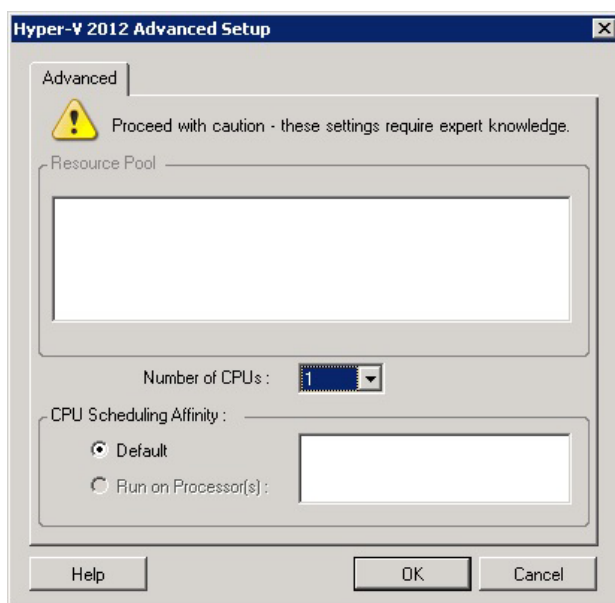 Hyper-V 2012 Advanced Setup
Advanced
Proceed with caution - these settings require expert knowledge.
Resource Pool
Number of CPUs :
1
CPU Scheduling Affinity :
Default
Run on Processor(s) :
Help
OK
Cancel